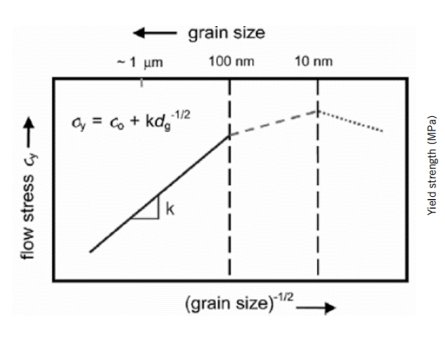 grain size
~ 1 μm 100 nm 10 nm
σy = σo + kdg-1/2
flow stress σy
k
Yield strength (MPa)
(grain size)-1/2